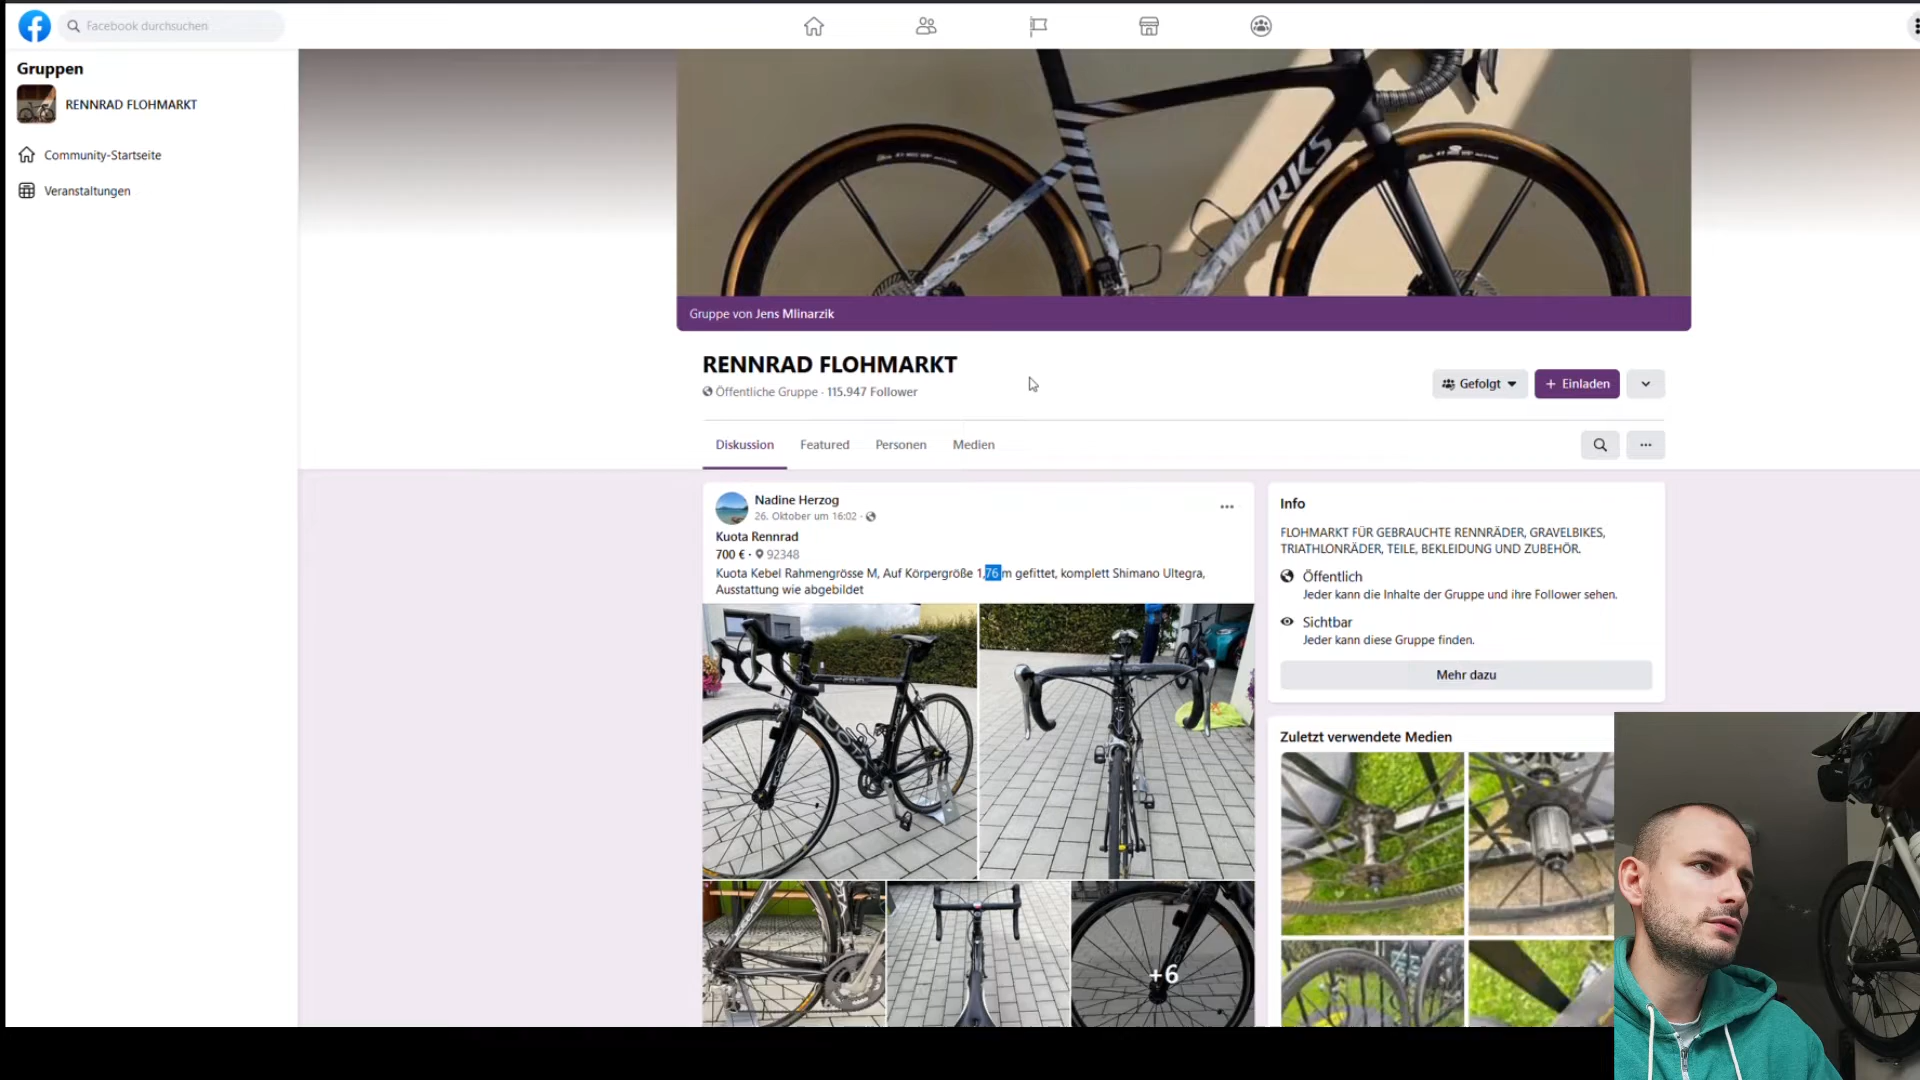 Facebook durchsuchen
Gruppen
RENNRAD FLOHMARKT
Community-Startseite
Veranstaltungen
WORKS
Gruppe von Jens Mlinarzik
RENNRAD FLOHMARKT
Öffentliche Gruppe · 115.947 Follower
Gefolgt
+ Einladen
Diskussion
Featured
Personen
Medien
Nadine Herzog
26. Oktober um 16:02 ·
Kuota Rennrad
700 € · 92348
Kuota Kebel Rahmengrösse M, Auf Körpergröße 1,76m gefittet, komplett Shimano Ultegra,
Ausstattung wie abgebildet
KUOTA
+6
Info
FLOHMARKT FÜR GEBRAUCHTE RENNRÄDER, GRAVELBIKES,
TRIATHLONRÄDER, TEILE, BEKLEIDUNG UND ZUBEHÖR.
Öffentlich
Jeder kann die Inhalte der Gruppe und ihre Follower sehen.
Sichtbar
Jeder kann diese Gruppe finden.
Mehr dazu
Zuletzt verwendete Medien